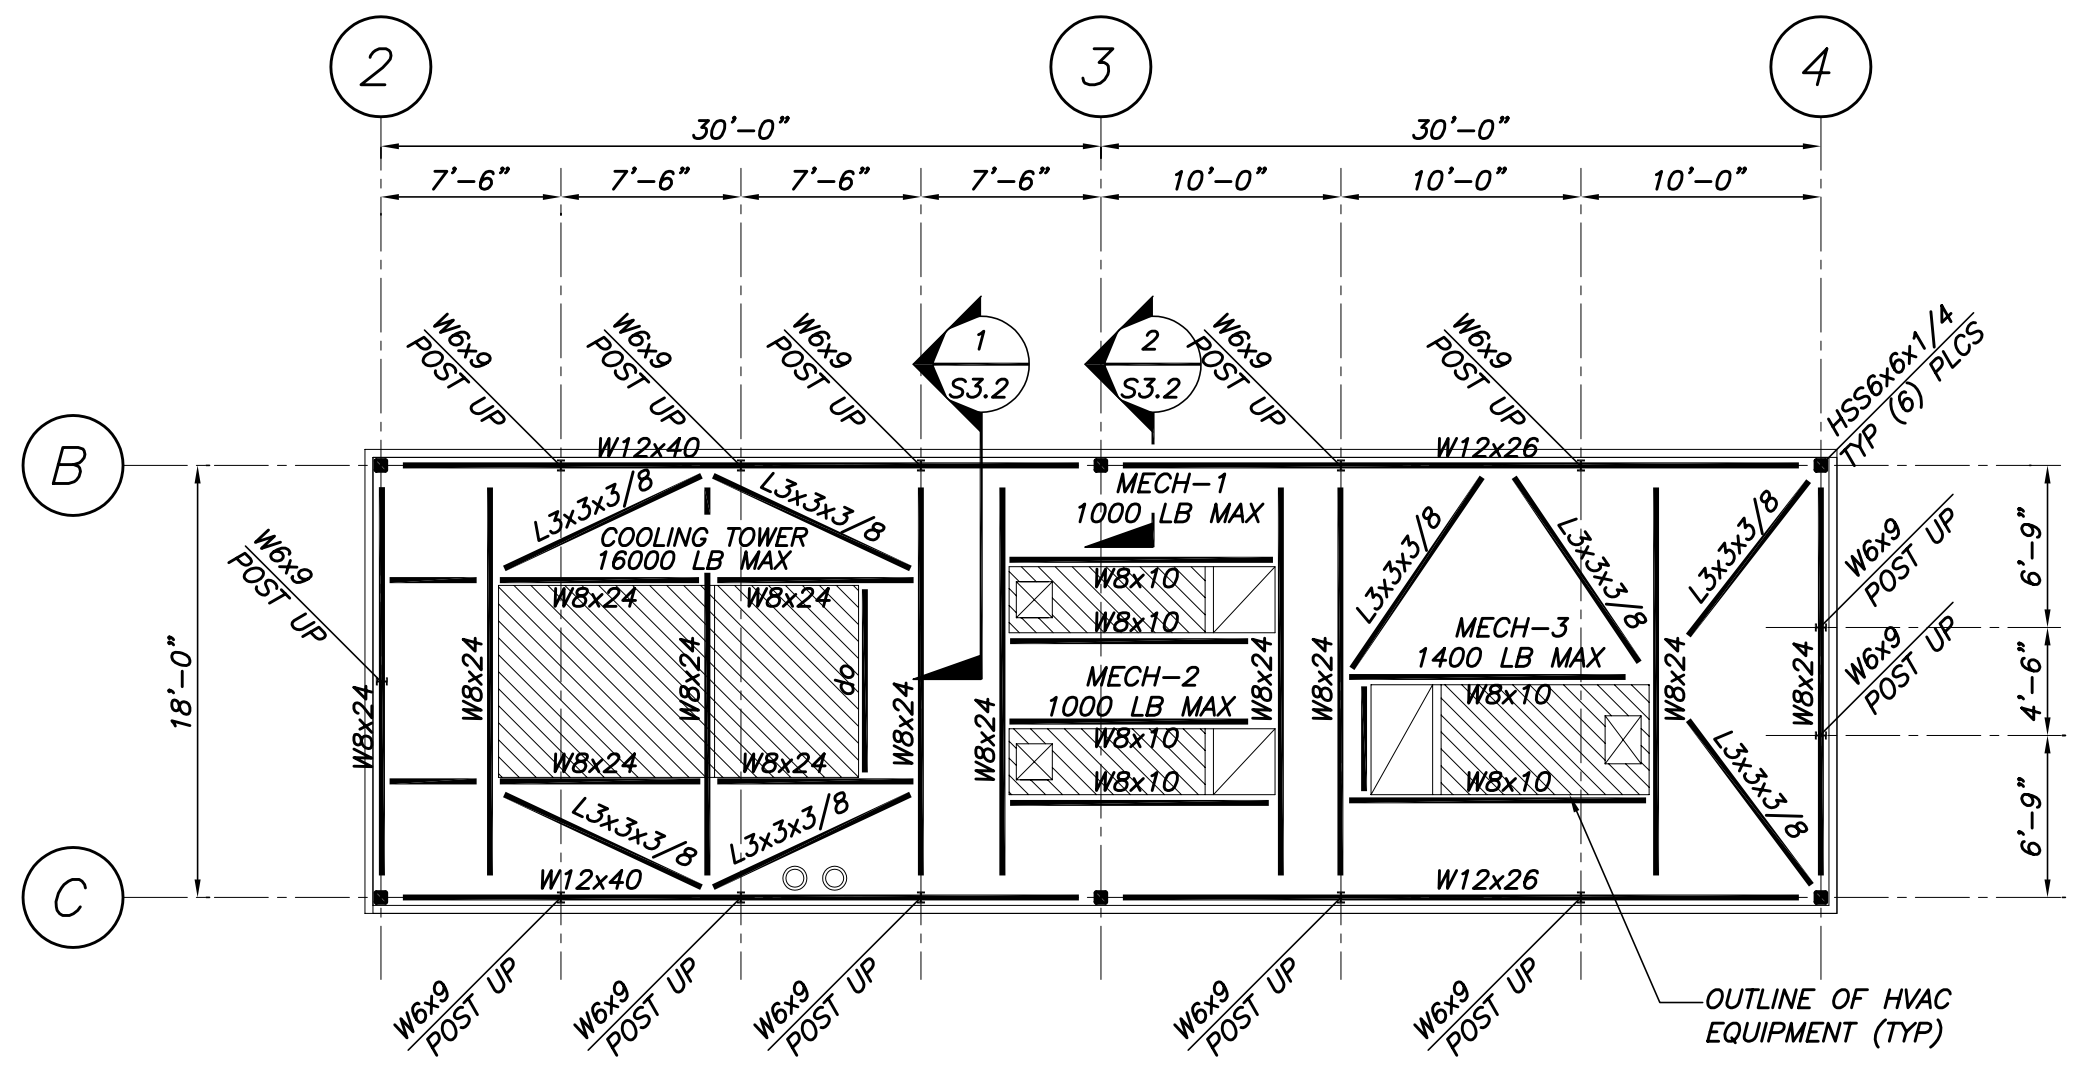 2
3
4
30'-0"
30'-0"
7'-6"
7'-6"
7'-6"
7'-6"
10'-0"
10'-0"
10'-0"
W6x9
POST UP
W6x9
POST UP
W6x9
POST UP
1
S3.2
2
S3.2
W6x9
POST UP
W6x9
POST UP
HSS6x6x1/4
TYP (6) PLCS
B
W12x40
W12x26
L3x3x3/8
L3x3x3/8
MECH-1
1000 LB MAX
L3x3x3/8
L3x3x3/8
L3x3x3/8
COOLING TOWER
16000 LB MAX
W6x9
POST UP
W6x9
POST UP
6'-9"
W8x24
W8x24
W8x10
W8x10
MECH-3
1400 LB MAX
W6x9
POST UP
18'-0"
W8x24
W8x24
W8x24
do
W8x24
W8x24
MECH-2
1000 LB MAX
W8x24
W8x24
W8x10
W8x24
W8x24
4'-6"
W8x24
W8x24
W8x10
W8x10
W8x10
L3x3x3/8
L3x3x3/8
L3x3x3/8
6'-9"
C
W12x40
W12x26
W6x9
POST UP
W6x9
POST UP
W6x9
POST UP
W6x9
POST UP
W6x9
POST UP
OUTLINE OF HVAC
EQUIPMENT (TYP)